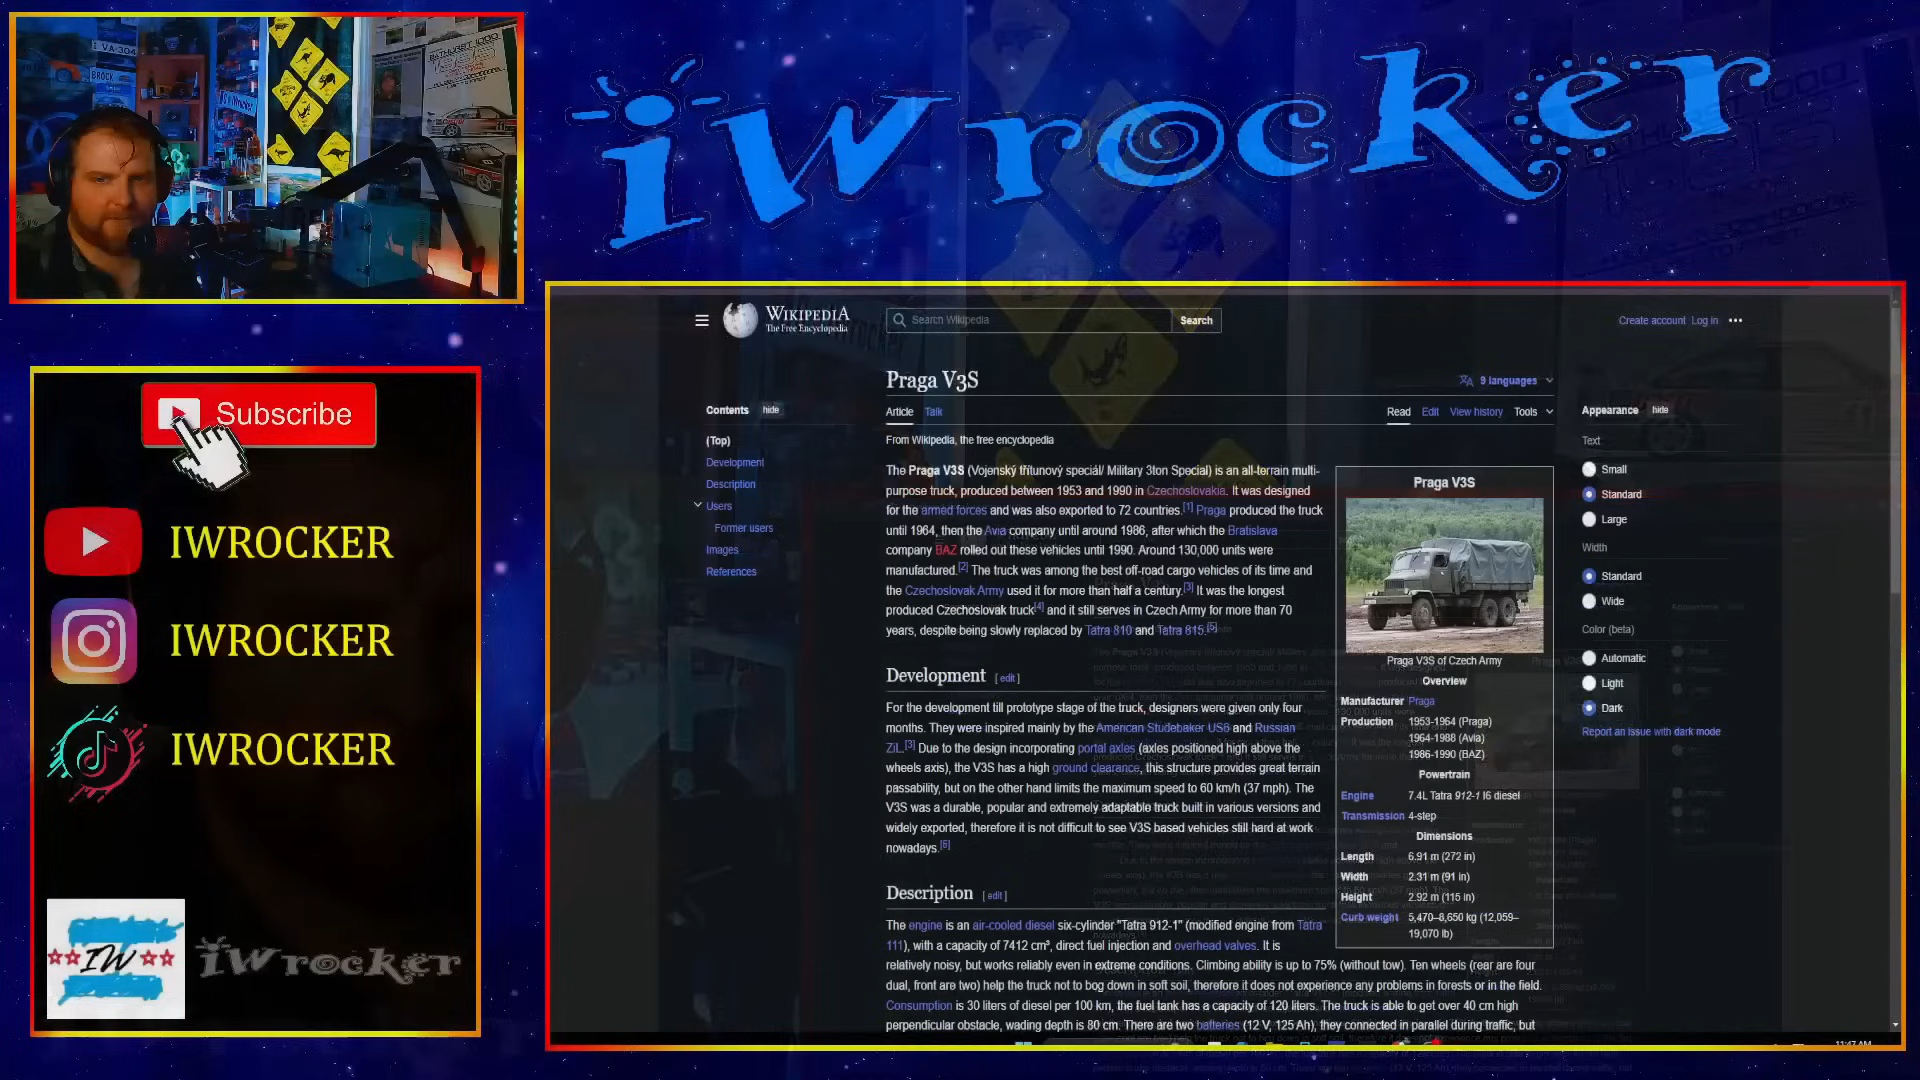 I VA-304
BROCK
BATHURST 1000
iWrocker
Subscribe
IWROCKER
IWROCKER
IWROCKER
IW
iWrocker
WIKIPEDIA
The Free Encyclopedia
Search Wikipedia
Search
Create account Log in
Praga V3S
9 languages
Contents hide
(Top)
Development
Description
Users
Former users
Images
References
Article Talk
Read Edit View history Tools
From Wikipedia, the free encyclopedia
The Praga V3S (Vojenský třítunový speciál/ Military 3ton Special) is an all-terrain multi-
purpose truck, produced between 1953 and 1990 in Czechoslovakia. It was designed
for the armed forces and was also exported to 72 countries.[1] Praga produced the truck
until 1964, then the Avia company until around 1986, after which the Bratislava
company BAZ rolled out these vehicles until 1990. Around 130,000 units were
manufactured.[2] The truck was among the best off-road cargo vehicles of its time and
the Czechoslovak Army used it for more than half a century.[3] It was the longest
produced Czechoslovak truck[4] and it still serves in Czech Army for more than 70
years, despite being slowly replaced by Tatra 810 and Tatra 815.[5]
Development [ edit ]
For the development till prototype stage of the truck, designers were given only four
months. They were inspired mainly by the American Studebaker US6 and Russian
ZiL.[3] Due to the design incorporating portal axles (axles positioned high above the
wheels axis), the V3S has a high ground clearance, this structure provides great terrain
passability, but on the other hand limits the maximum speed to 60 km/h (37 mph). The
V3S was a durable, popular and extremely adaptable truck built in various versions and
widely exported, therefore it is not difficult to see V3S based vehicles still hard at work
nowadays.[6]
Description [ edit ]
The engine is an air-cooled diesel six-cylinder "Tatra 912-1" (modified engine from Tatra
111), with a capacity of 7412 cm³, direct fuel injection and overhead valves. It is
relatively noisy, but works reliably even in extreme conditions. Climbing ability is up to 75% (without tow). Ten wheels (rear are four
dual, front are two) help the truck not to bog down in soft soil, therefore it does not experience any problems in forests or in the field.
Consumption is 30 liters of diesel per 100 km, the fuel tank has a capacity of 120 liters. The truck is able to get over 40 cm high
perpendicular obstacle, wading depth is 80 cm. There are two batteries (12 V, 125 Ah), they connected in parallel during traffic, but
Praga V3S
Praga V3S of Czech Army
Overview
Manufacturer Praga
Production 1953-1964 (Praga)
1964-1988 (Avia)
1986-1990 (BAZ)
Powertrain
Engine 7.4L Tatra 912-1 I6 diesel
Transmission 4-step
Dimensions
Length 6.91 m (272 in)
Width 2.31 m (91 in)
Height 2.92 m (115 in)
Curb weight 5,470–8,650 kg (12,059–
19,070 lb)
Appearance hide
Text
Small
Standard
Large
Width
Standard
Wide
Color (beta)
Automatic
Light
Dark
Report an issue with dark mode
11:47 AM